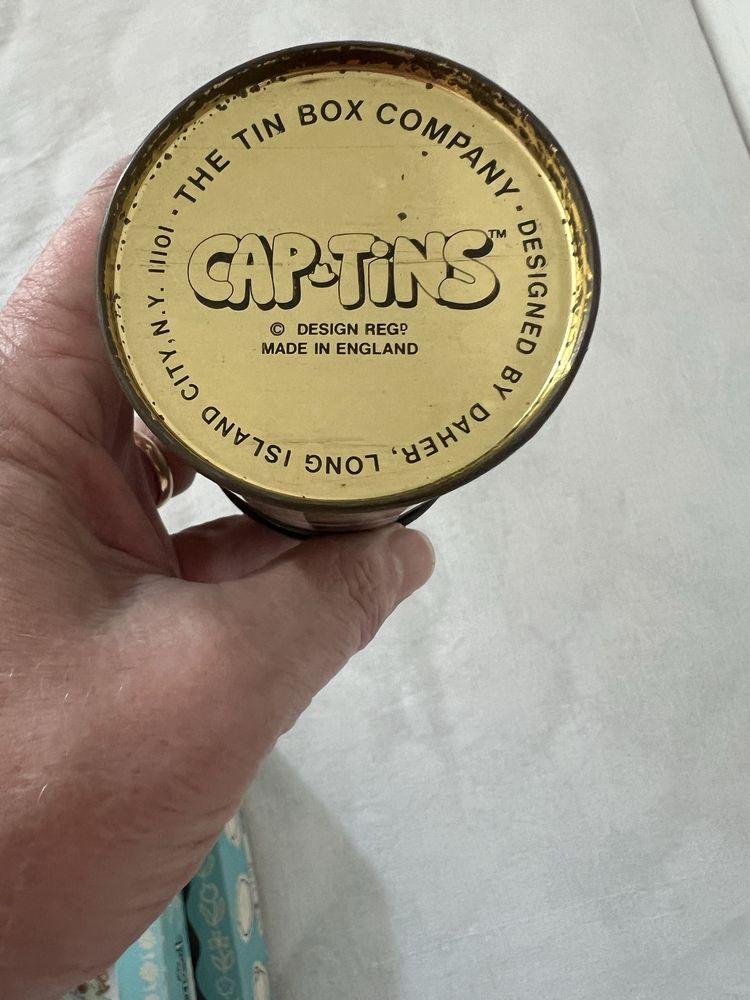 THE TIN BOX COMPANY · DESIGNED BY DAHER, LONG ISLAND CITY, N.Y. 11101 ·
CAP·TiNS™
© DESIGN REGD
MADE IN ENGLAND